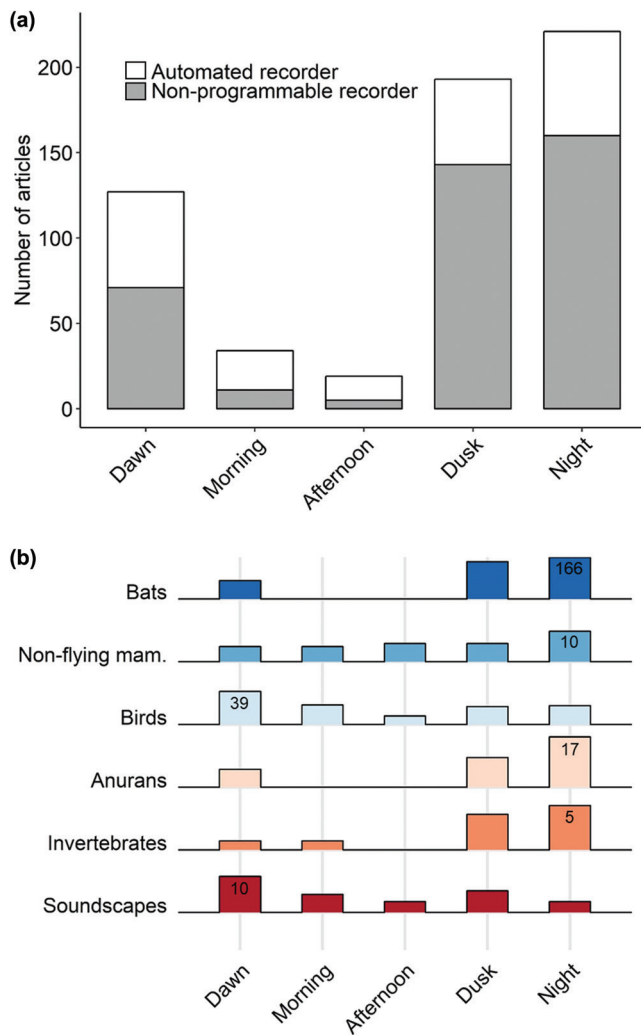 (a)
Number of articles
200
150
100
50
0
Automated recorder
Non-programmable recorder
Dawn
Morning
Afternoon
Dusk
Night
(b)
Bats
166
Non-flying mam.
10
Birds
39
Anurans
17
Invertebrates
5
Soundscapes
10
Dawn
Morning
Afternoon
Dusk
Night